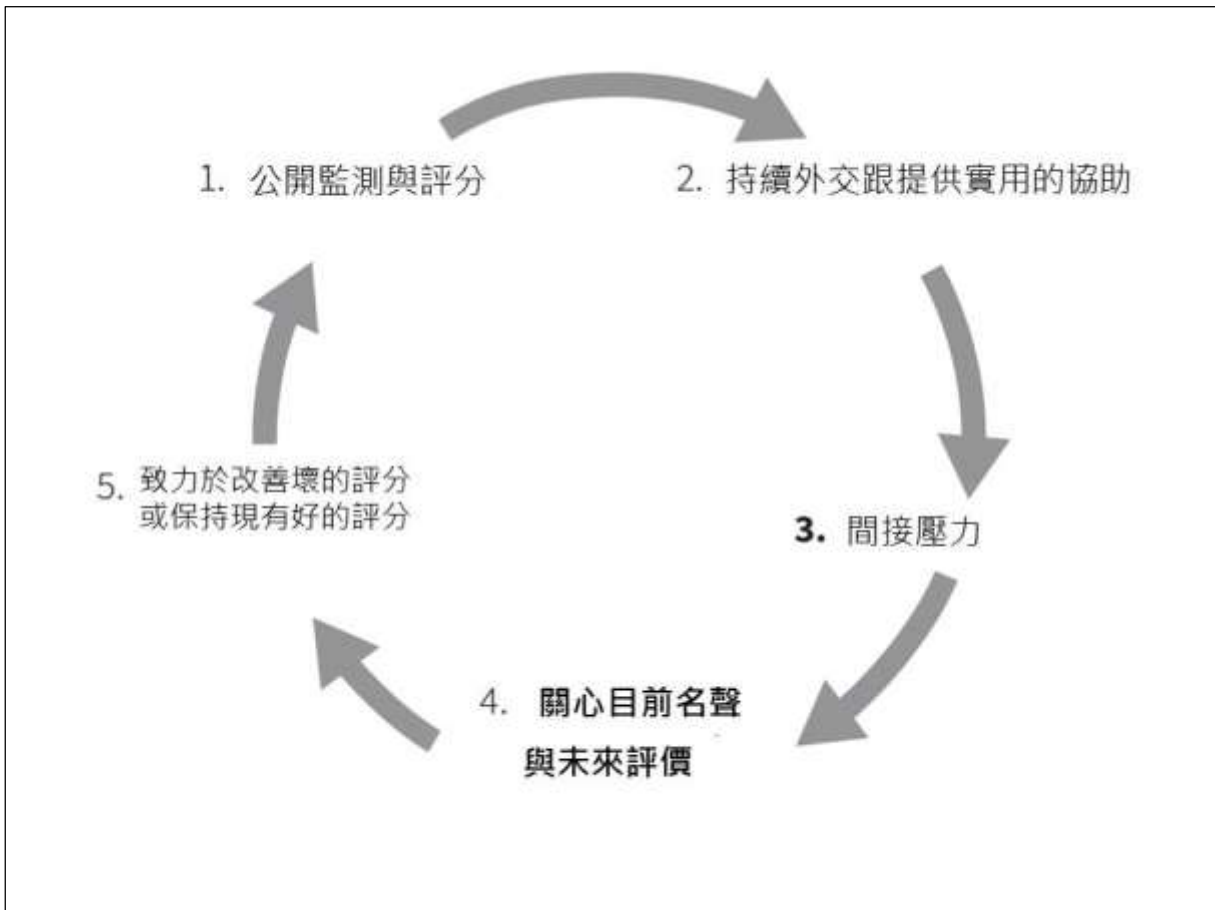 1. 公開監測與評分
2. 持續外交跟提供實用的協助
3. 間接壓力
4. 關心目前名聲
與未來評價
5. 致力於改善壞的評分
或保持現有好的評分